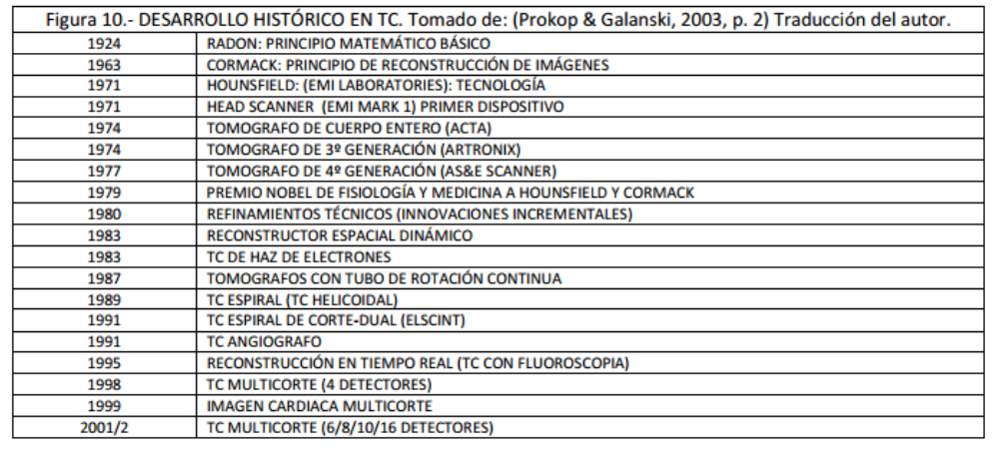 Figura 10.- DESARROLLO HISTÓRICO EN TC. Tomado de: (Prokop & Galanski, 2003, p. 2) Traducción del autor.
1924 RADON: PRINCIPIO MATEMÁTICO BÁSICO
1963 CORMACK: PRINCIPIO DE RECONSTRUCCIÓN DE IMÁGENES
1971 HOUNSFIELD: (EMI LABORATORIES): TECNOLOGÍA
1971 HEAD SCANNER (EMI MARK 1) PRIMER DISPOSITIVO
1974 TOMOGRAFO DE CUERPO ENTERO (ACTA)
1974 TOMOGRAFO DE 3º GENERACIÓN (ARTRONIX)
1977 TOMOGRAFO DE 4º GENERACIÓN (AS&E SCANNER)
1979 PREMIO NOBEL DE FISIOLOGÍA Y MEDICINA A HOUNSFIELD Y CORMACK
1980 REFINAMIENTOS TÉCNICOS (INNOVACIONES INCREMENTALES)
1983 RECONSTRUCTOR ESPACIAL DINÁMICO
1983 TC DE HAZ DE ELECTRONES
1987 TOMOGRAFOS CON TUBO DE ROTACIÓN CONTINUA
1989 TC ESPIRAL (TC HELICOIDAL)
1991 TC ESPIRAL DE CORTE-DUAL (ELSCINT)
1991 TC ANGIOGRAFO
1995 RECONSTRUCCIÓN EN TIEMPO REAL (TC CON FLUOROSCOPIA)
1998 TC MULTICORTE (4 DETECTORES)
1999 IMAGEN CARDIACA MULTICORTE
2001/2 TC MULTICORTE (6/8/10/16 DETECTORES)